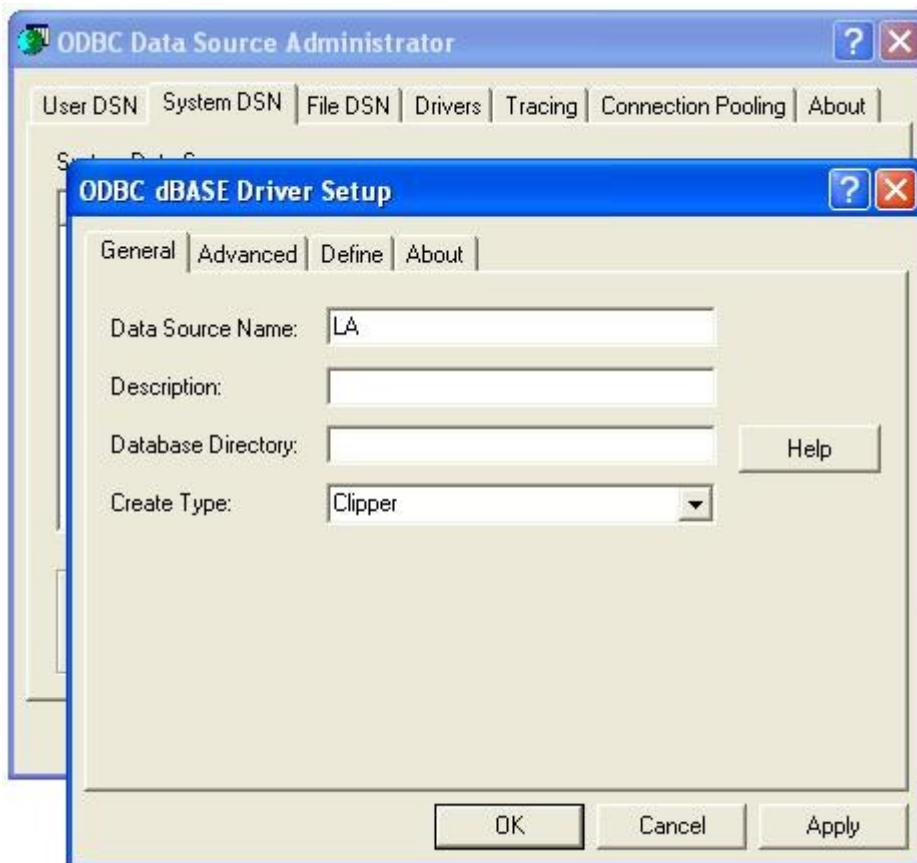 ODBC Data Source Administrator
User DSN System DSN File DSN Drivers Tracing Connection Pooling About
ODBC dBASE Driver Setup
General Advanced Define About
Data Source Name: LA
Description:
Database Directory:
Help
Create Type: Clipper
OK Cancel Apply